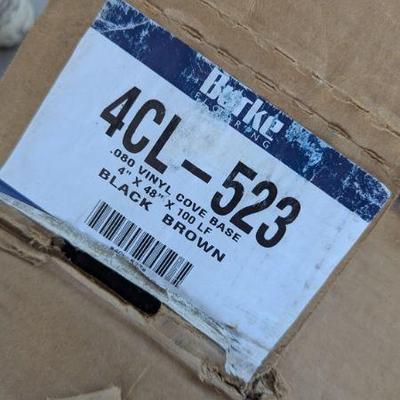 Burke
FLOORING
4CL-523
.080 VINYL COVE BASE
4" X 48" X 100 LF
BLACK BROWN